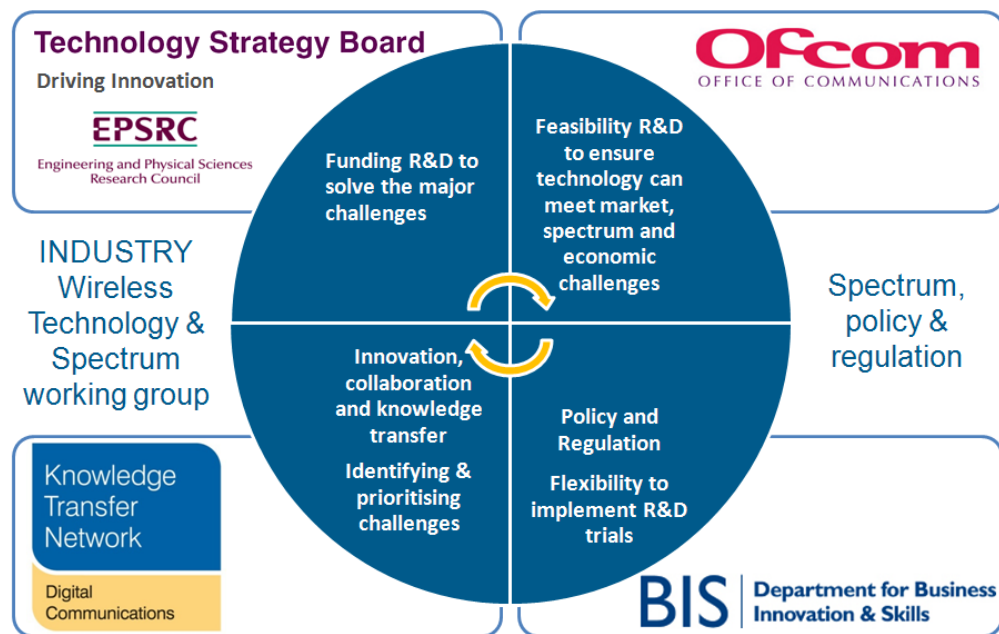 Technology Strategy Board
Driving Innovation
EPSRC
Engineering and Physical Sciences
Research Council
Ofcom
OFFICE OF COMMUNICATIONS
Funding R&D to
solve the major
challenges
Feasibility R&D
to ensure
technology can
meet market,
spectrum and
economic
challenges
INDUSTRY
Wireless
Technology &
Spectrum
working group
Spectrum,
policy &
regulation
Innovation,
collaboration
and knowledge
transfer
Identifying &
prioritising
challenges
Policy and
Regulation
Flexibility to
implement R&D
trials
Knowledge
Transfer
Network
Digital
Communications
BIS
Department for Business
Innovation & Skills